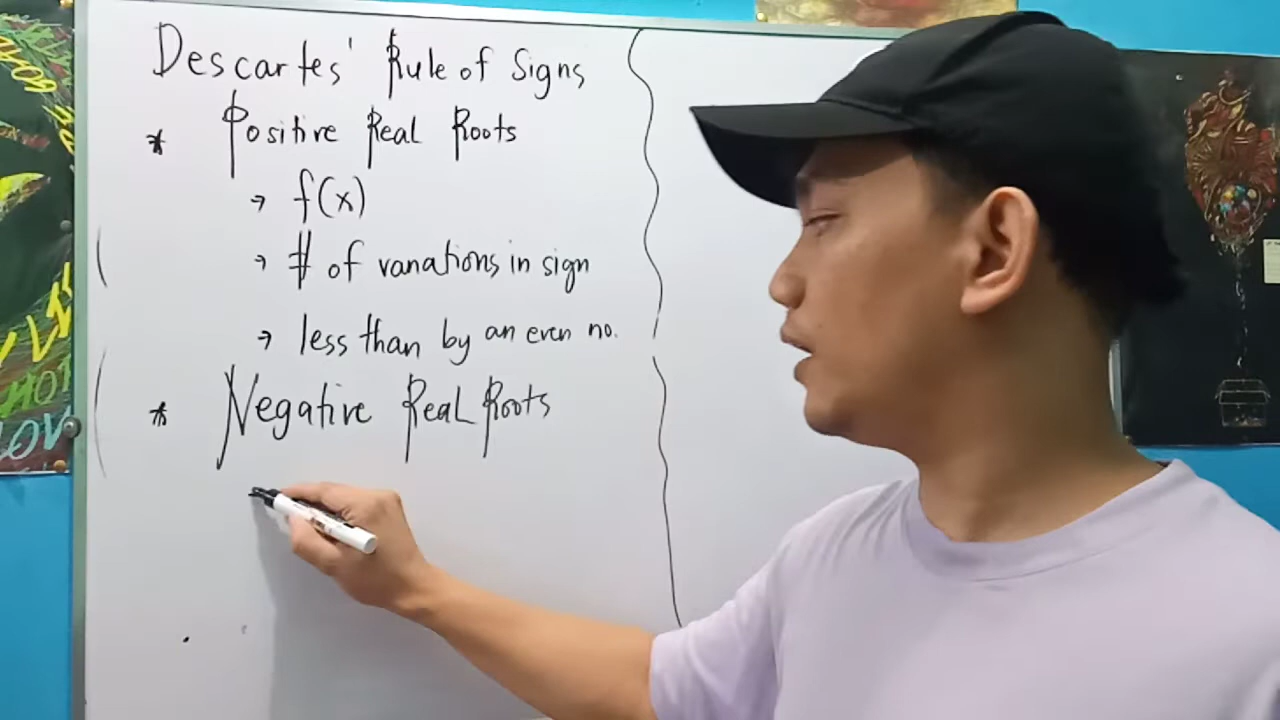 Descartes' Rule of Signs
* Positive Real Roots
→ f(x)
→ # of variations in sign
→ less than by an even no.
* Negative Real Roots